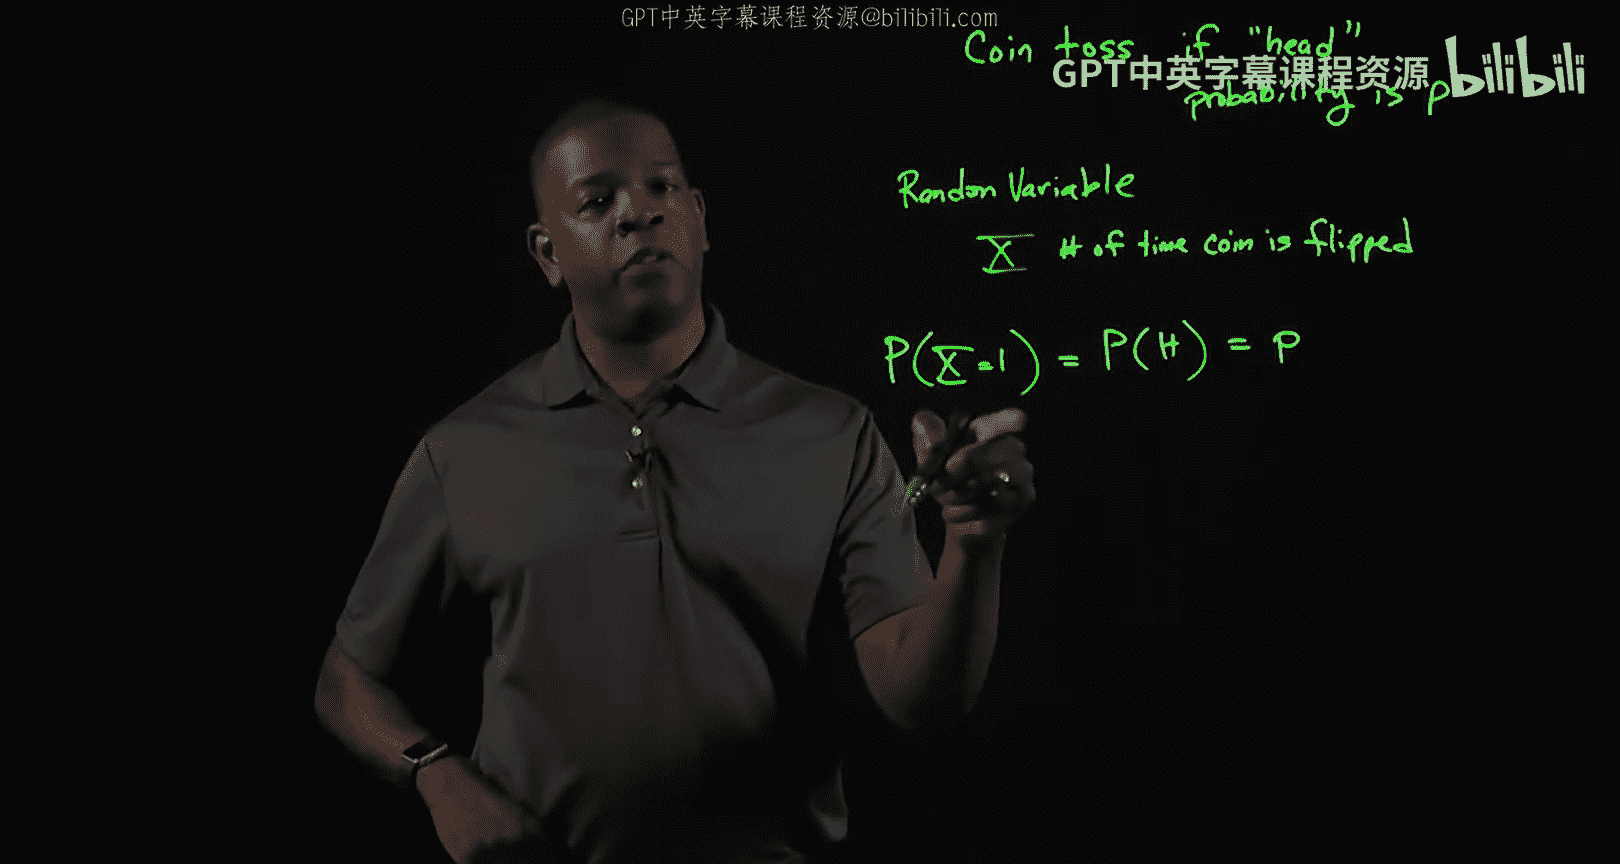 GPT中英字幕课程资源@bilibili.com
Coin toss if "head"
GPT中英字幕课程资源 bilibili
probability is p
Random Variable
X # of time coin is flipped
P(X=1) = P(H) = P